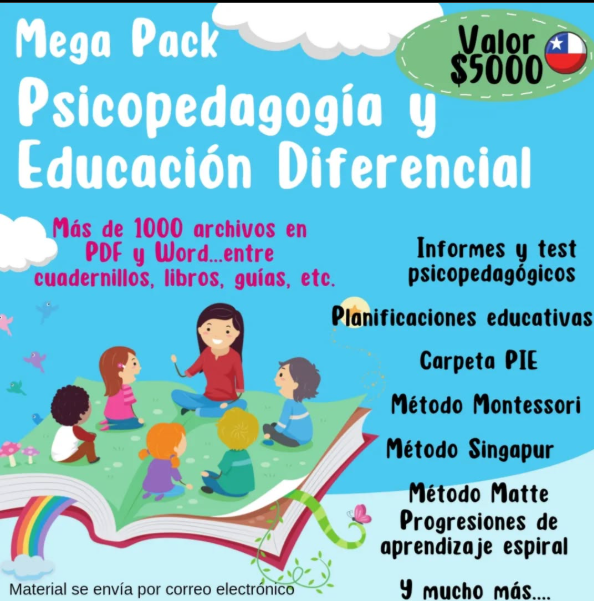 Mega Pack
Valor
$5000
Psicopedagogía y
Educación Diferencial
Más de 1000 archivos en
PDF y Word...entre
cuadernillos, libros, guías, etc.
Informes y test
psicopedagógicos
Planificaciones educativas
Carpeta PIE
Método Montessori
Método Singapur
Método Matte
Progresiones de
aprendizaje espiral
Y mucho más....
Material se envía por correo electrónico